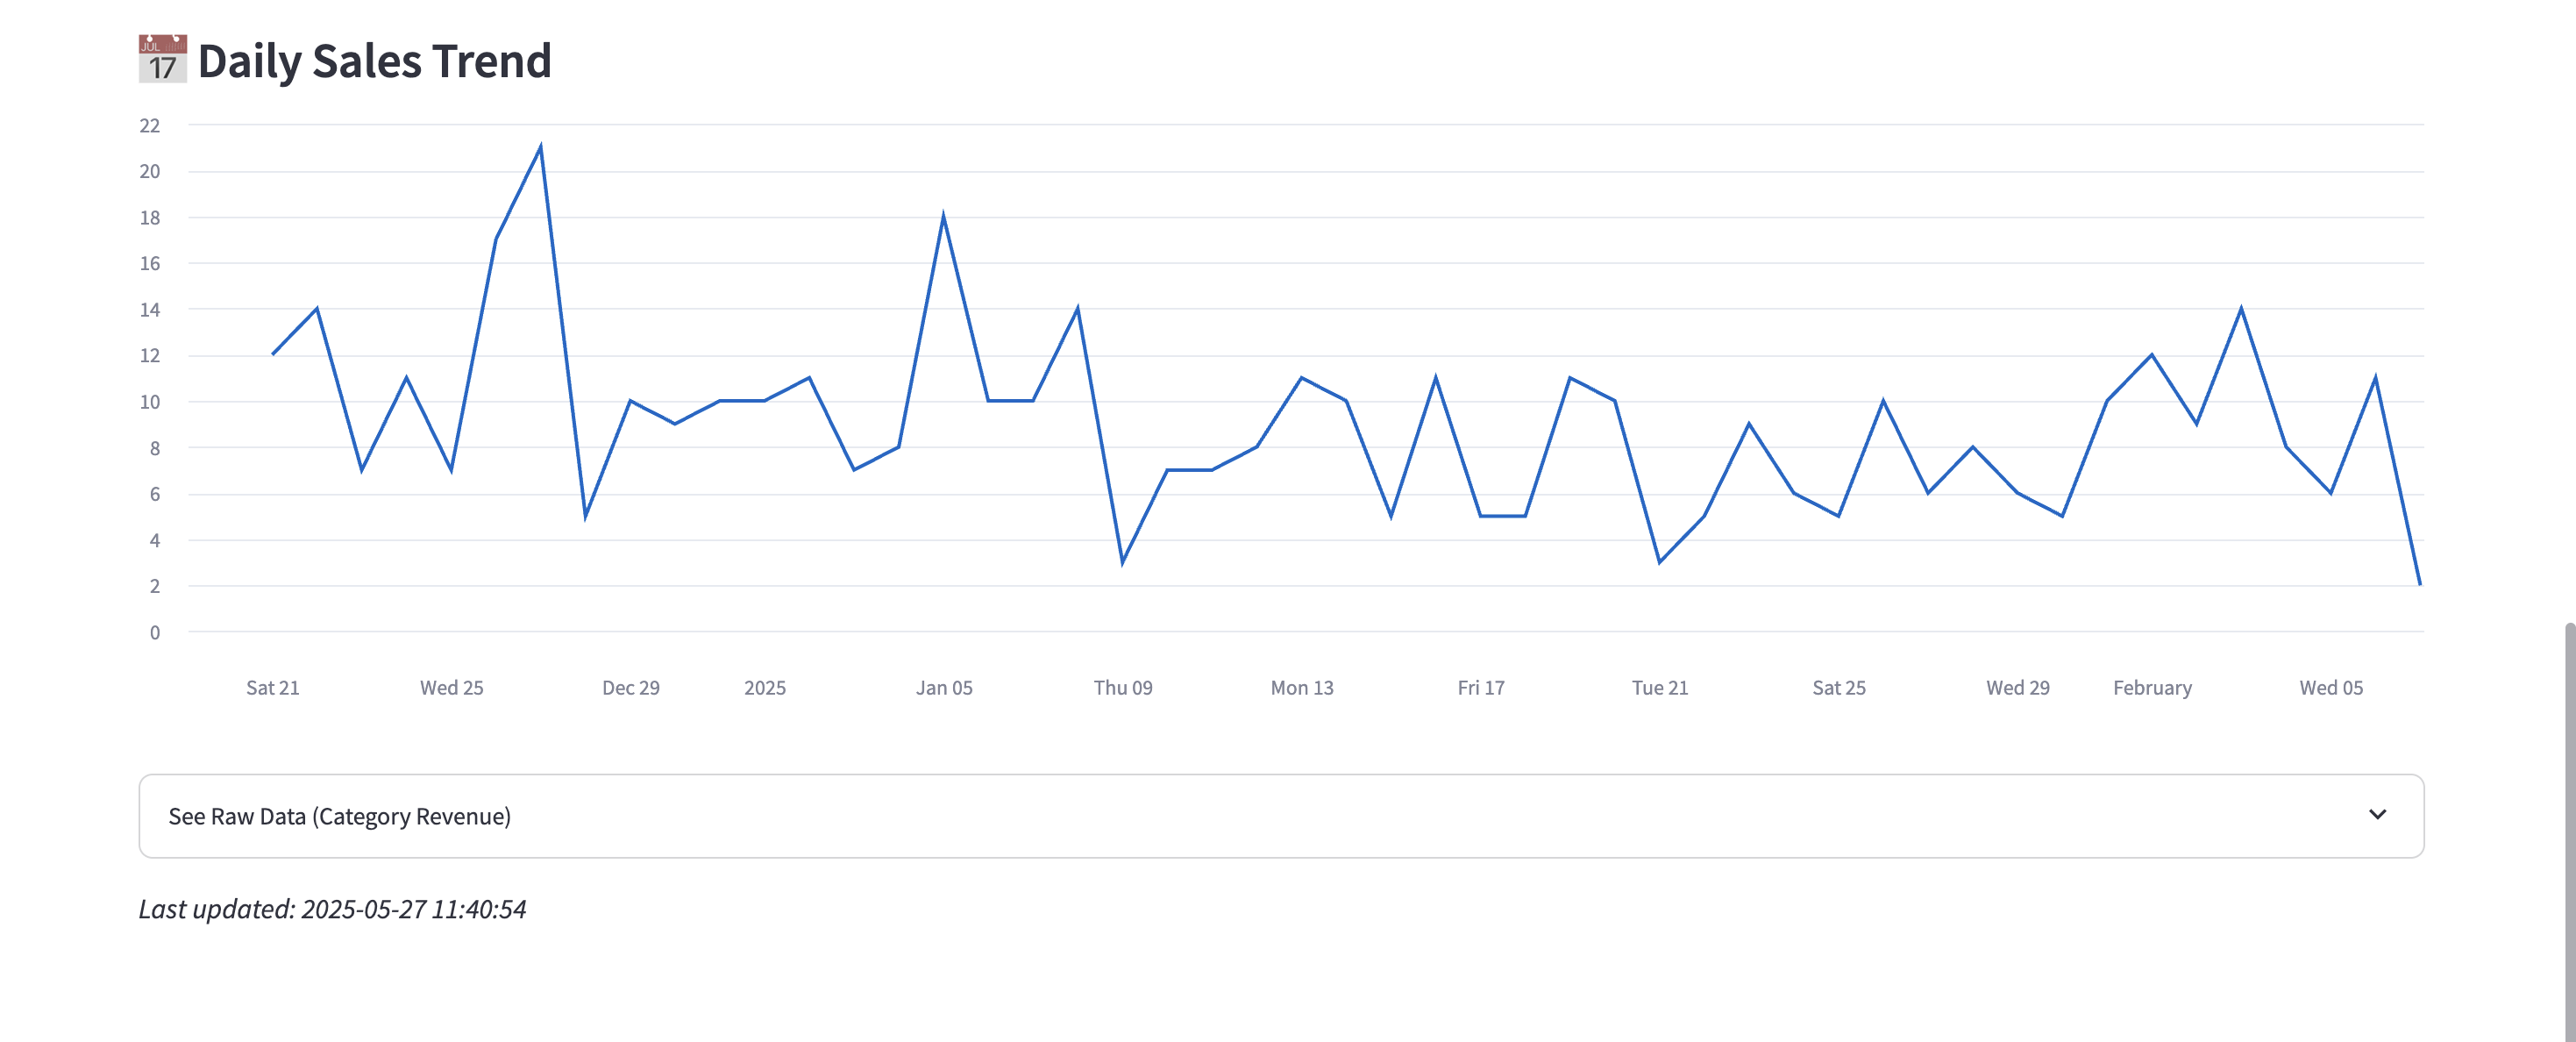 JUL
17
Daily Sales Trend
22
20
18
16
14
12
10
8
6
4
2
0
Sat 21 Wed 25 Dec 29 2025 Jan 05 Thu 09 Mon 13 Fri 17 Tue 21 Sat 25 Wed 29 February Wed 05
See Raw Data (Category Revenue)
Last updated: 2025-05-27 11:40:54